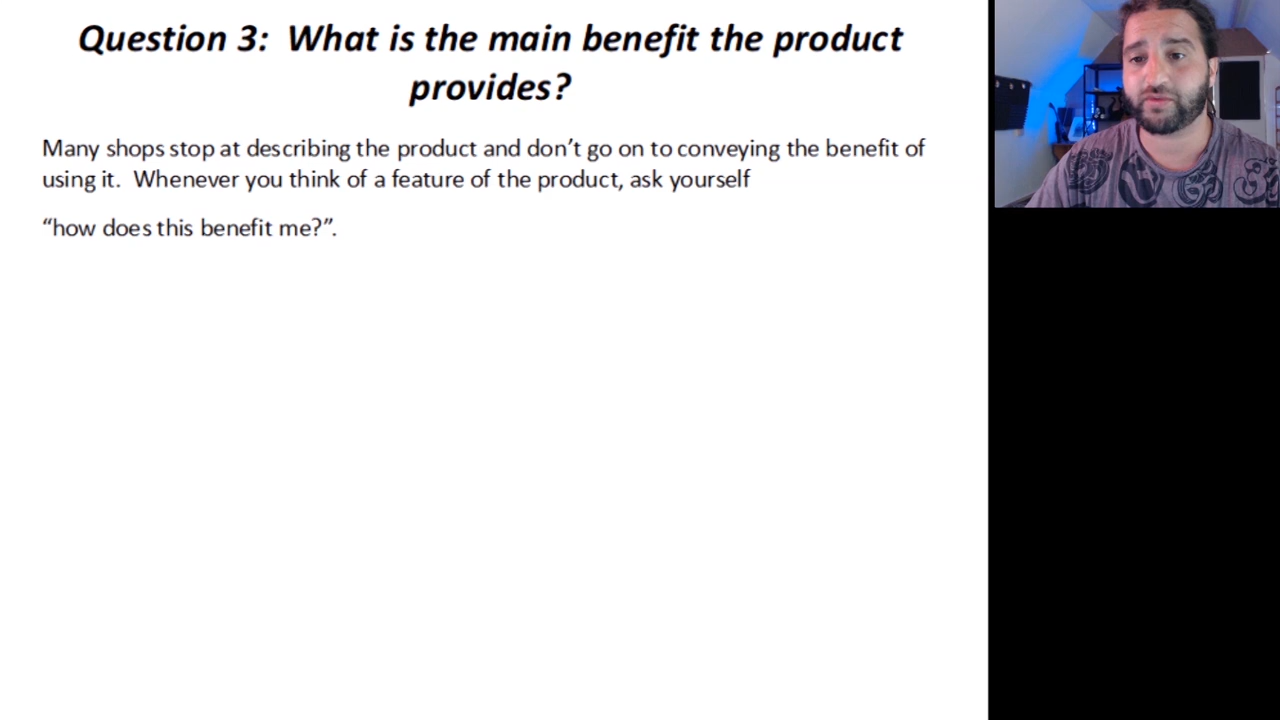 Question 3:  What is the main benefit the product
provides?
Many shops stop at describing the product and don’t go on to conveying the benefit of
using it.  Whenever you think of a feature of the product, ask yourself
“how does this benefit me?”.